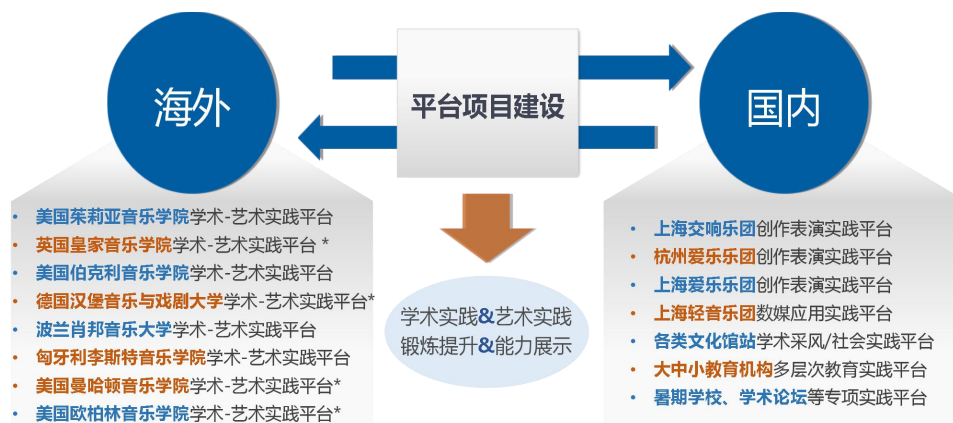 海外
平台项目建设
国内
• 美国茱莉亚音乐学院学术-艺术实践平台
• 英国皇家音乐学院学术-艺术实践平台 *
• 美国伯克利音乐学院学术-艺术实践平台
• 德国汉堡音乐与戏剧大学学术-艺术实践平台*
• 波兰肖邦音乐大学学术-艺术实践平台
• 匈牙利李斯特音乐学院学术-艺术实践平台
• 美国曼哈顿音乐学院学术-艺术实践平台*
• 美国欧柏林音乐学院学术-艺术实践平台*
学术实践&艺术实践
锻炼提升&能力展示
• 上海交响乐团创作表演实践平台
• 杭州爱乐乐团创作表演实践平台
• 上海爱乐乐团创作表演实践平台
• 上海轻音乐团数媒应用实践平台
• 各类文化馆站学术采风/社会实践平台
• 大中小教育机构多层次教育实践平台
• 暑期学校、学术论坛等专项实践平台